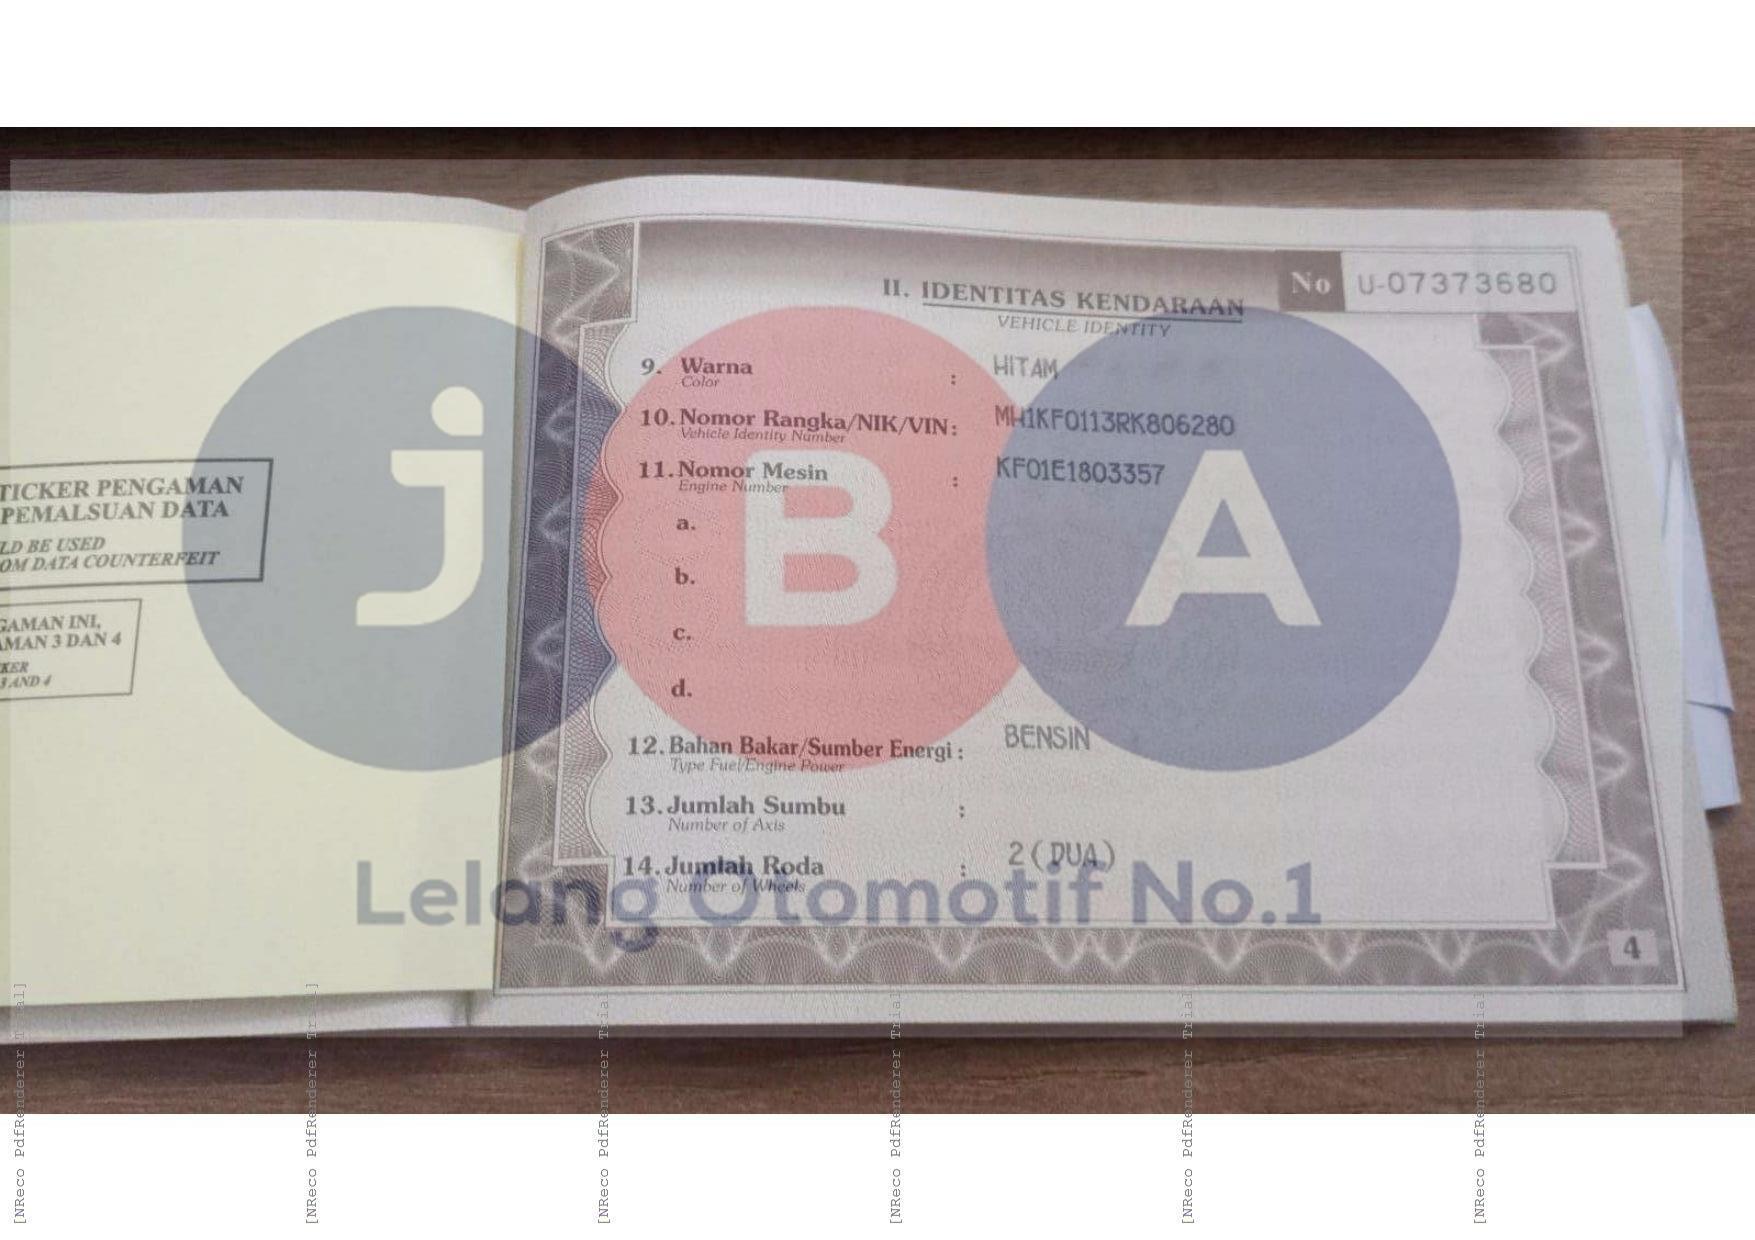 TICKER PENGAMAN
PEMALSUAN DATA
LD BE USED
OM DATA COUNTERFEIT
GAMAN INI,
AMAN 3 DAN 4
KER
3 AND 4
No U-07373680
II. IDENTITAS KENDARAAN
VEHICLE IDENTITY
9. Warna : HITAM
Color
10. Nomor Rangka/NIK/VIN : MH1KF0113RK806280
Vehicle Identity Number
11. Nomor Mesin : KF01E1803357
Engine Number
a.
b.
c.
d.
12. Bahan Bakar/Sumber Energi : BENSIN
Type Fuel/Engine Power
13. Jumlah Sumbu :
Number of Axis
14. Jumlah Roda : 2 ( DUA )
Number of Wheels
4
jBA
Lelang Otomotif No.1
[NReco PdfRenderer Trial]
[NReco PdfRenderer Trial]
[NReco PdfRenderer Trial]
[NReco PdfRenderer Trial]
[NReco PdfRenderer Trial]
[NReco PdfRenderer Trial]